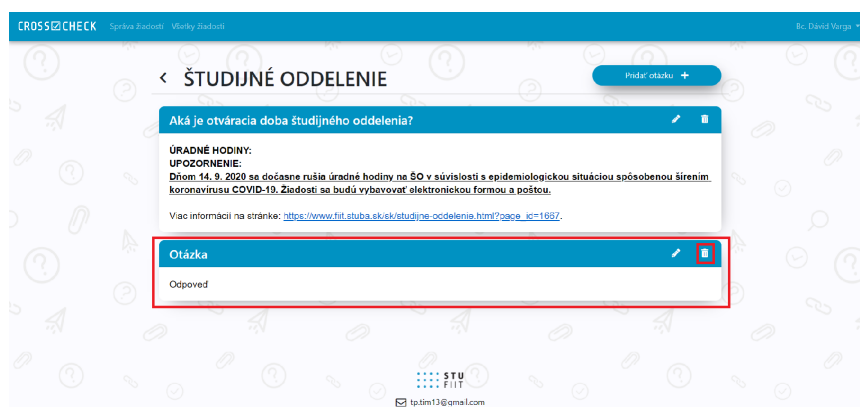 CROSS☑CHECK Správa žiadostí Všetky žiadosti Bc. Dávid Varga
ŠTUDIJNÉ ODDELENIE
Pridať otázku +
Aká je otváracia doba študijného oddelenia?
ÚRADNÉ HODINY:
UPOZORNENIE:
Dňom 14. 9. 2020 sa dočasne rušia úradné hodiny na ŠO v súvislosti s epidemiologickou situáciou spôsobenou šírením
koronavírusu COVID-19. Žiadosti sa budú vybavovať elektronickou formou a poštou.
Viac informácií na stránke: https://www.fiit.stuba.sk/sk/studijne-oddelenie.html?page_id=1667.
Otázka
Odpoveď
STU
FIIT
tp.tim13@gmail.com